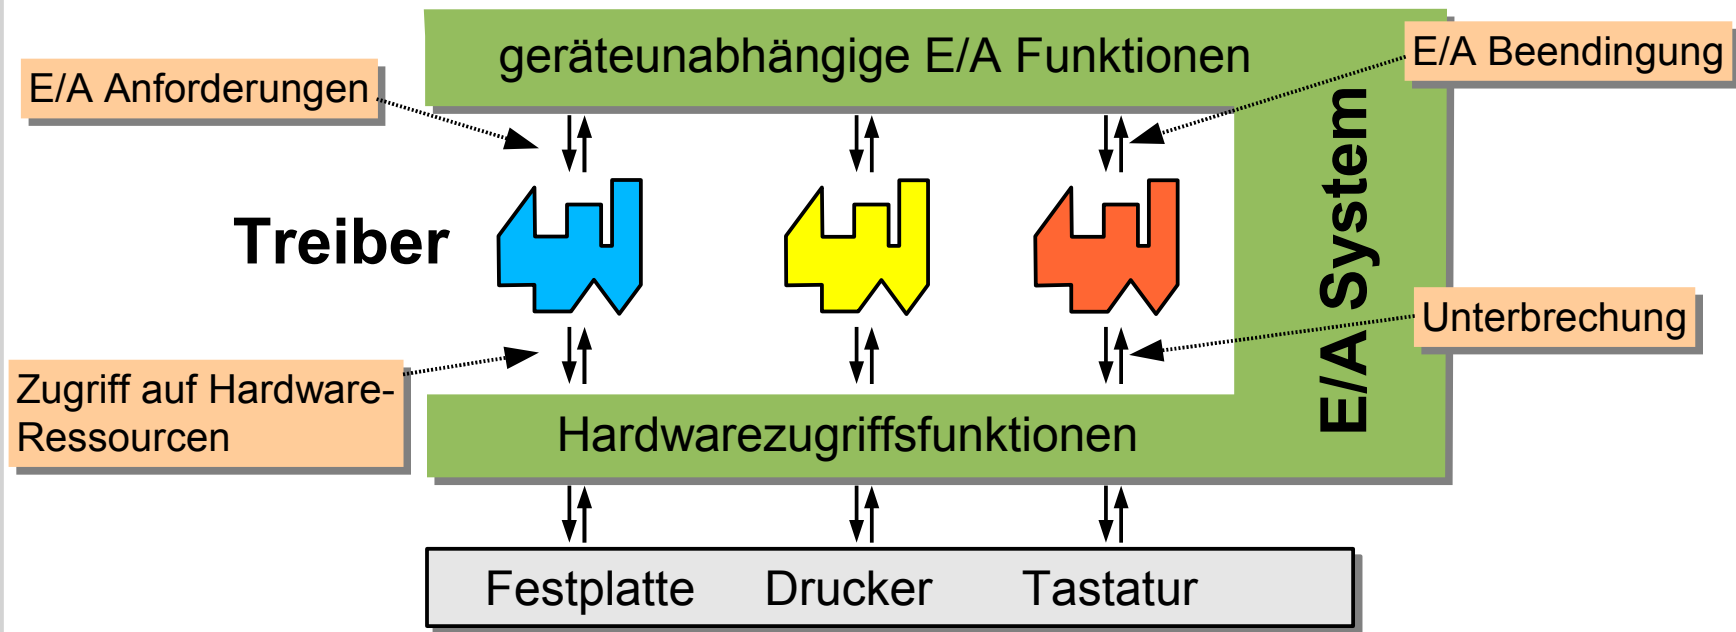 geräteunabhängige E/A Funktionen
E/A Beendingung
E/A Anforderungen
Treiber
E/A System
Unterbrechung
Zugriff auf Hardware-
Ressourcen
Hardwarezugriffsfunktionen
Festplatte Drucker Tastatur